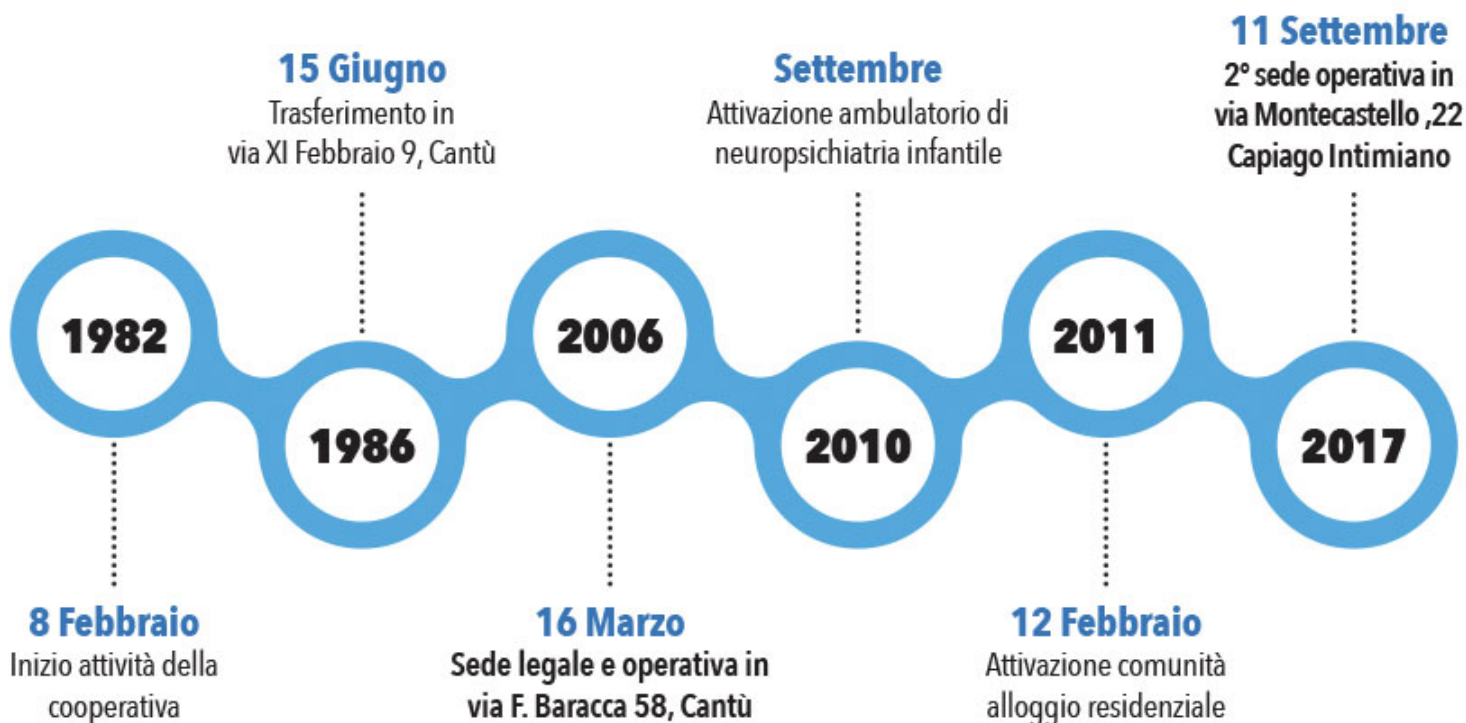 15 Giugno
Trasferimento in
via XI Febbraio 9, Cantù
Settembre
Attivazione ambulatorio di
neuropsichiatria infantile
11 Settembre
2° sede operativa in
via Montecastello ,22
Capiago Intimiano
1982
1986
2006
2010
2011
2017
8 Febbraio
Inizio attività della
cooperativa
16 Marzo
Sede legale e operativa in
via F. Baracca 58, Cantù
12 Febbraio
Attivazione comunità
alloggio residenziale